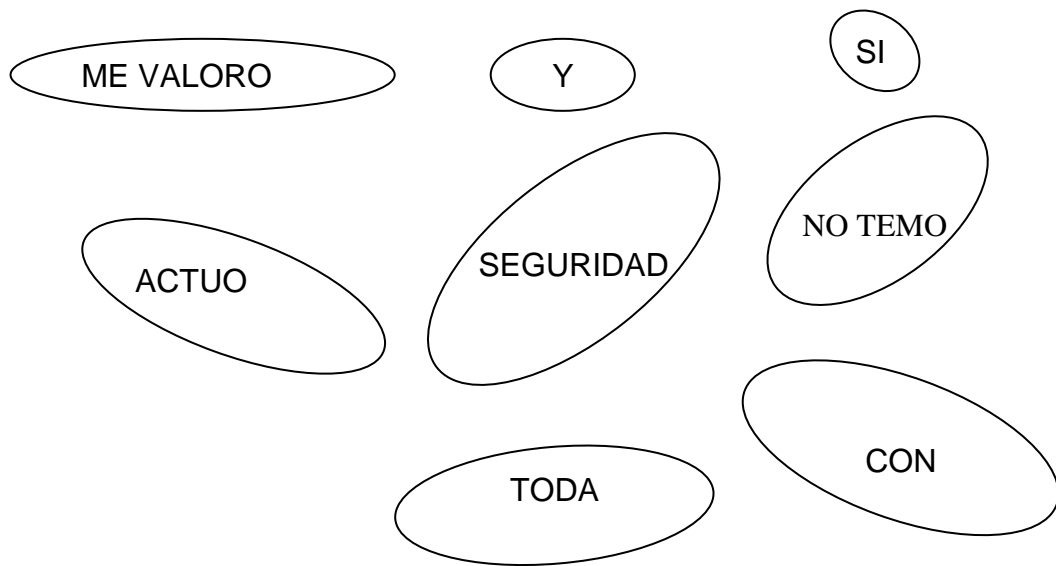 ME VALORO
Y
SI
ACTUO
SEGURIDAD
NO TEMO
TODA
CON